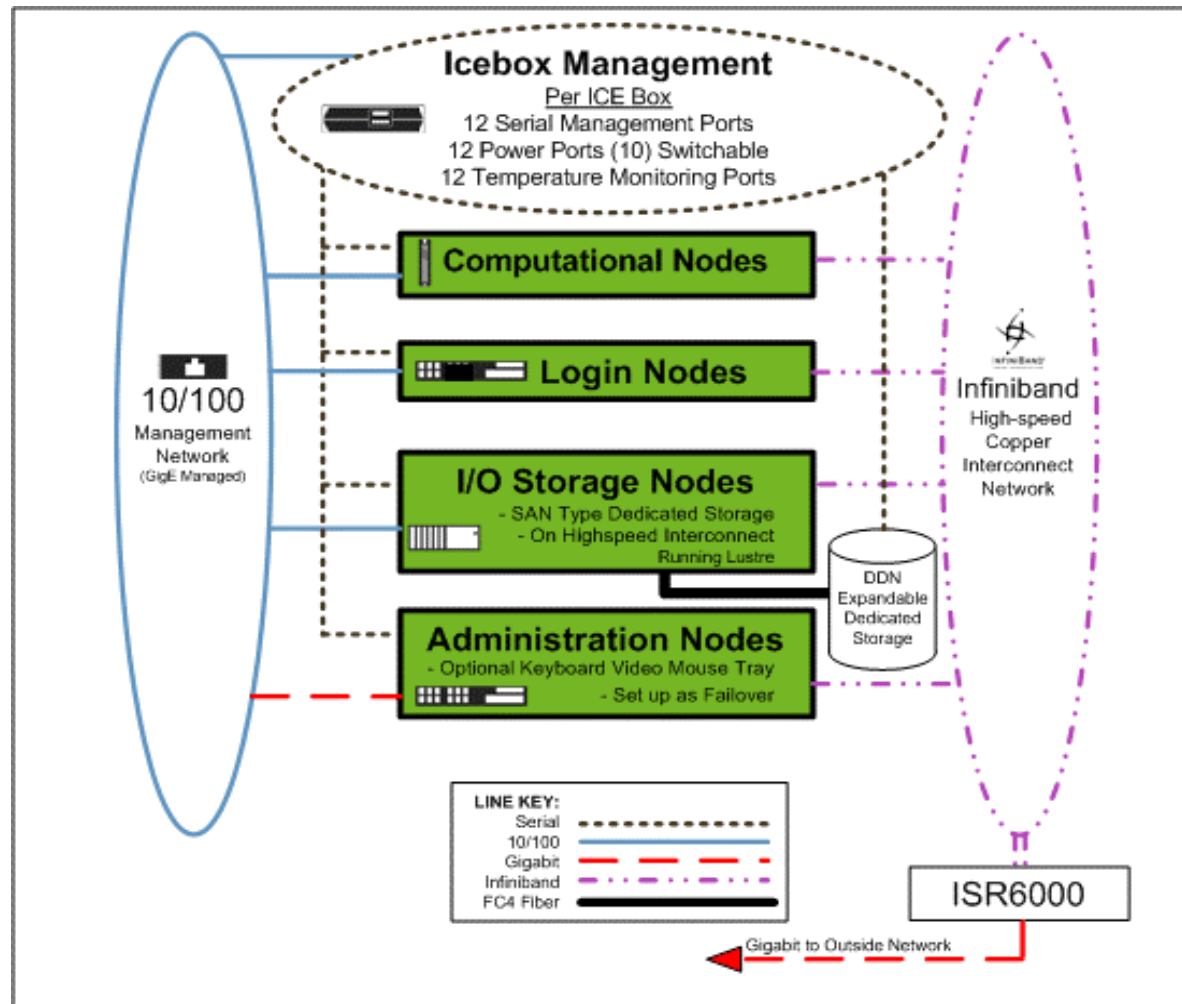 Icebox Management
Per ICE Box
12 Serial Management Ports
12 Power Ports (10) Switchable
12 Temperature Monitoring Ports
Computational Nodes
Login Nodes
I/O Storage Nodes
- SAN Type Dedicated Storage
- On Highspeed Interconnect
Running Lustre
Administration Nodes
- Optional Keyboard Video Mouse Tray
- Set up as Failover
10/100
Management
Network
(GigE Managed)
INFINIBAND
Infiniband
High-speed
Copper
Interconnect
Network
DDN
Expandable
Dedicated
Storage
LINE KEY:
Serial
10/100
Gigabit
Infiniband
FC4 Fiber
ISR6000
Gigabit to Outside Network